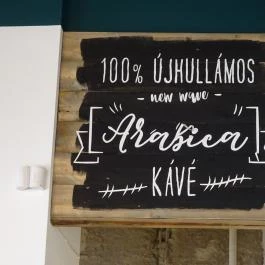 100% ÚJHULLÁMOS
- new wave -
Arabica
KÁVÉ